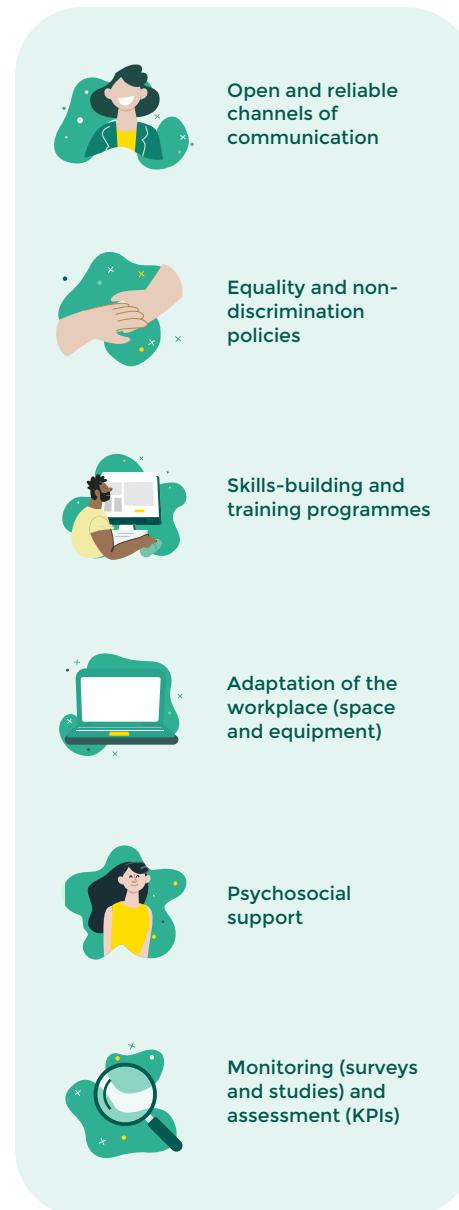 Open and reliable
channels of
communication
Equality and non-
discrimination
policies
Skills-building and
training programmes
Adaptation of the
workplace (space
and equipment)
Psychosocial
support
Monitoring (surveys
and studies) and
assessment (KPIs)